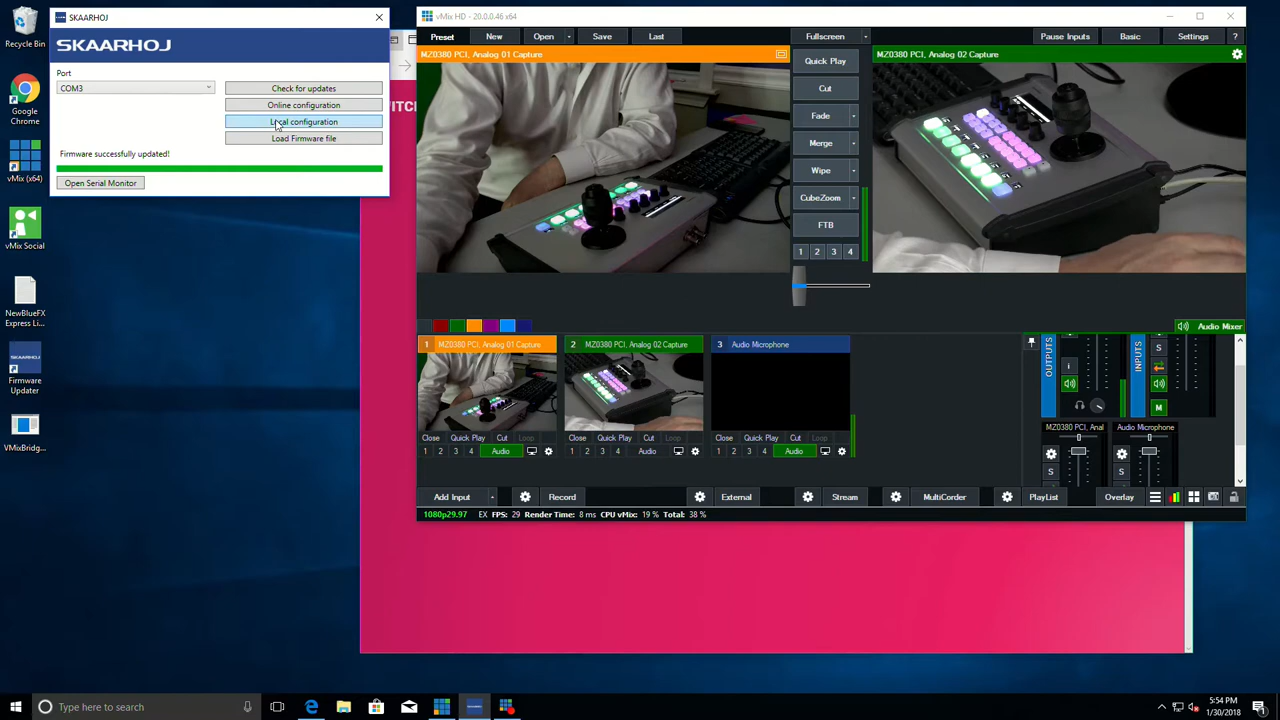 Recycle Bin
Google
Chrome
vMix (x64)
vMix Social
NewBlueFX
Express Li...
Firmware
Updater
VMixBridg...
SKAARHOJ
SKAARHOJ
Port
COM3
Check for updates
Online configuration
Local configuration
Load Firmware file
Firmware successfully updated!
Open Serial Monitor
ITCH
vMix HD - 20.0.0.46 x64
Preset New Open Save Last Fullscreen Pause Inputs Basic Settings ?
MZ0380 PCI, Analog 01 Capture
MZ0380 PCI, Analog 02 Capture
Quick Play
Cut
Fade
Merge
Wipe
CubeZoom
FTB
1 2 3 4
Audio Mixer
1 MZ0380 PCI, Analog 01 Capture
2 MZ0380 PCI, Analog 02 Capture
3 Audio Microphone
Close Quick Play Cut Loop
1 2 3 4 Audio
Close Quick Play Cut Loop
1 2 3 4 Audio
Close Quick Play Cut Loop
1 2 3 4 Audio
OUTPUTS
i
INPUTS
S
M
MZ0380 PCI, Anal
S
Audio Microphone
S
Add Input Record External Stream MultiCorder PlayList Overlay
1080p29.97 EX FPS: 29 Render Time: 8 ms CPU vMix: 19 % Total: 38 %
Type here to search
5:54 PM
1/30/2018
1